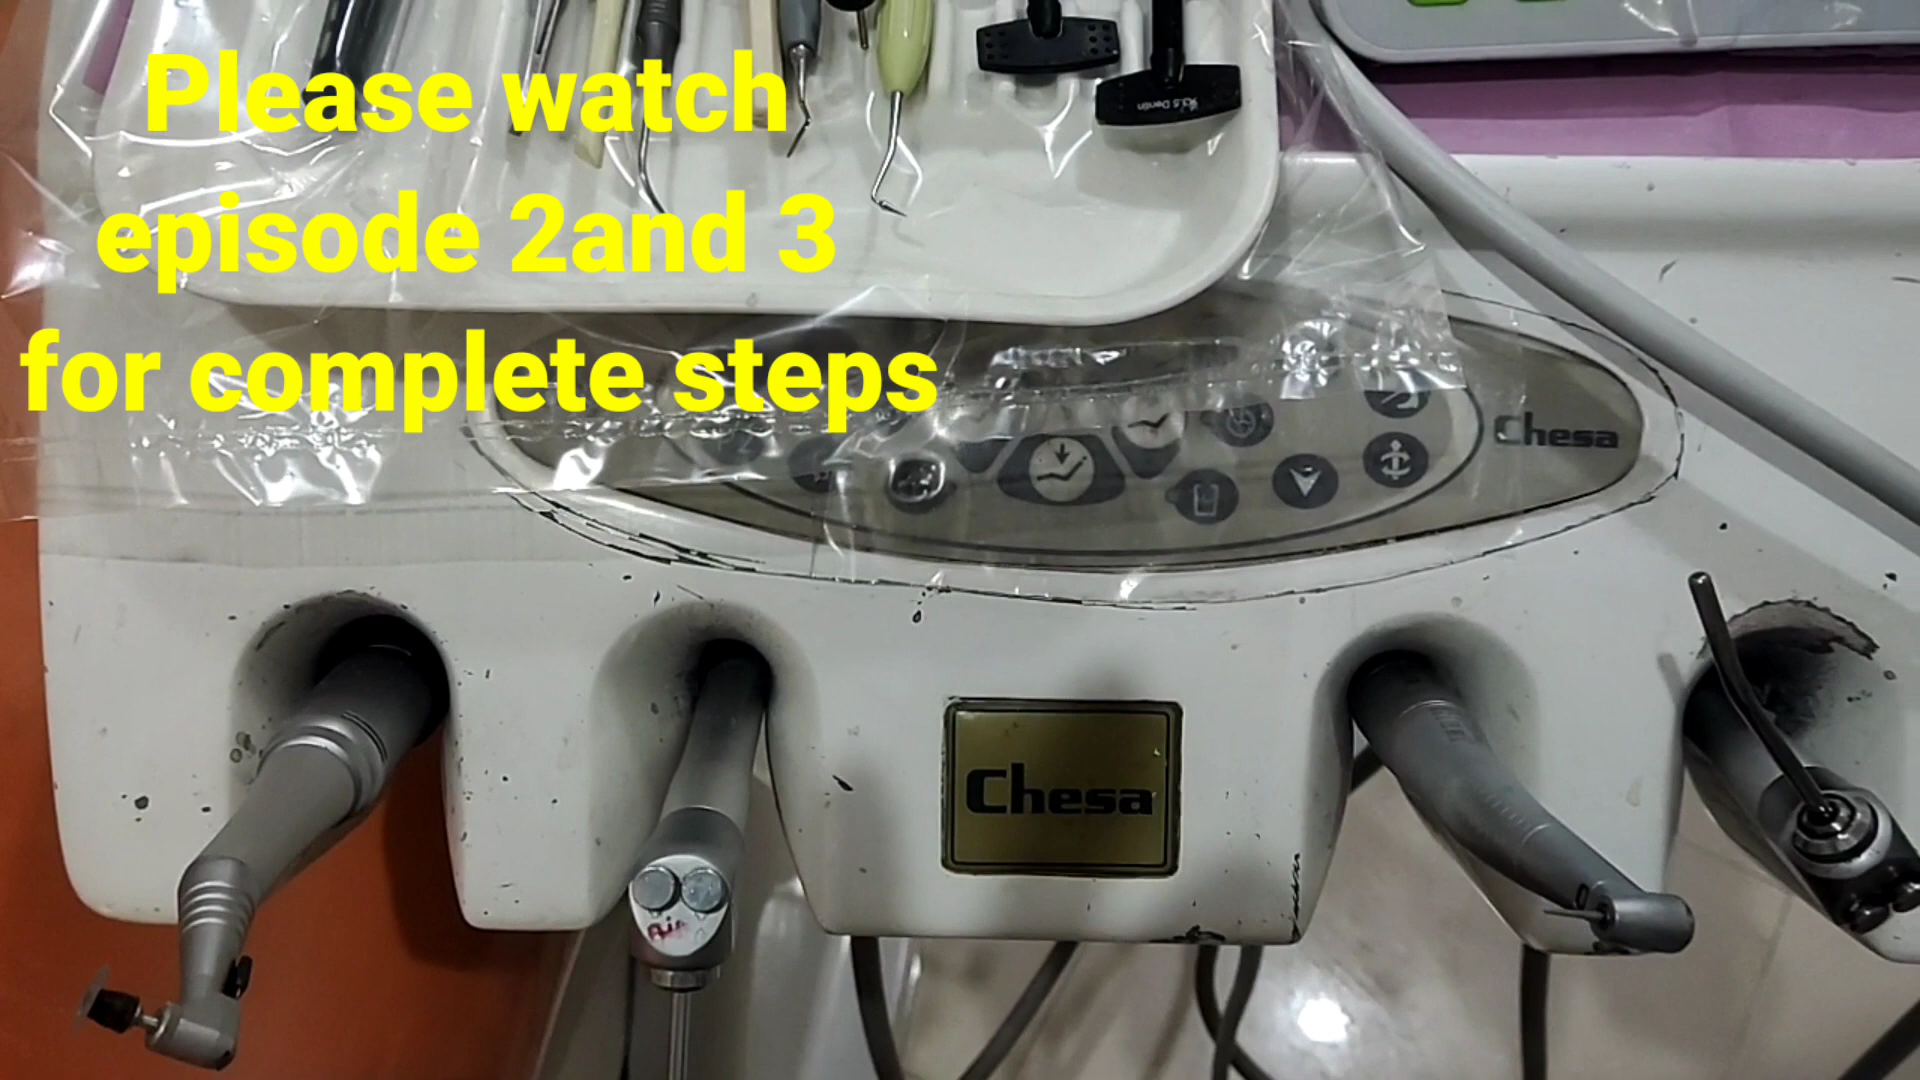 Please watch
episode 2and 3
for complete steps
Chesa
Chesa
Air